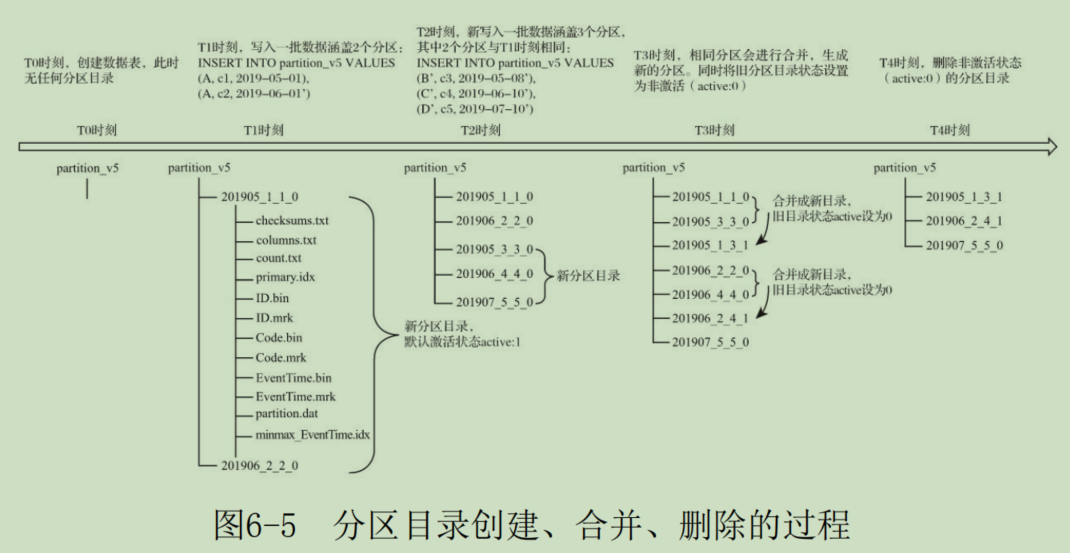 T0时刻，创建数据表，此时
无任何分区目录
T1时刻，写入一批数据涵盖2个分区：
INSERT INTO partition_v5 VALUES
(A, c1, 2019-05-01),
(A, c2, 2019-06-01')
T2时刻，新写入一批数据涵盖3个分区，
其中2个分区与T1时刻相同：
INSERT INTO partition_v5 VALUES
(B', c3, 2019-05-08'),
(C', c4, 2019-06-10'),
(D', c5, 2019-07-10')
T3时刻，相同分区会进行合并，生成
新的分区。同时将旧分区目录状态设置
为非激活（active:0）
T4时刻，删除非激活状态
（active:0）的分区目录
T0时刻
T1时刻
T2时刻
T3时刻
T4时刻
partition_v5
partition_v5
201905_1_1_0
checksums.txt
columns.txt
count.txt
primary.idx
ID.bin
ID.mrk
Code.bin
Code.mrk
EventTime.bin
EventTime.mrk
partition.dat
minmax_EventTime.idx
201906_2_2_0
新分区目录，
默认激活状态active:1
partition_v5
201905_1_1_0
201906_2_2_0
201905_3_3_0
201906_4_4_0
201907_5_5_0
新分区目录
partition_v5
201905_1_1_0
201905_3_3_0
201905_1_3_1
201906_2_2_0
201906_4_4_0
201906_2_4_1
201907_5_5_0
合并成新目录，
旧目录状态active设为0
合并成新目录，
旧目录状态active设为0
partition_v5
201905_1_3_1
201906_2_4_1
201907_5_5_0
图6-5 分区目录创建、合并、删除的过程